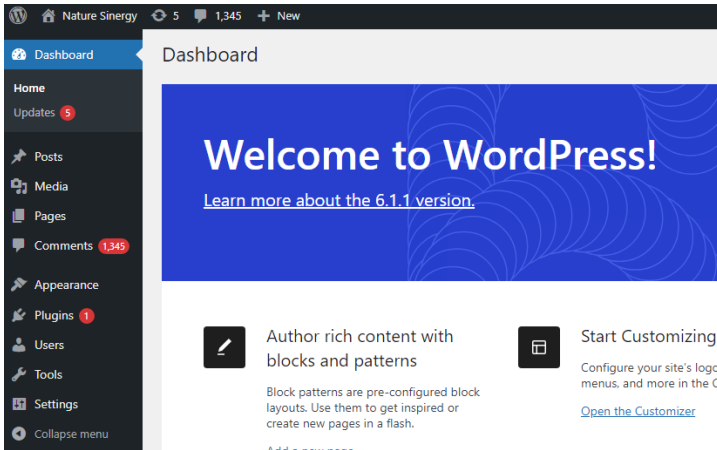 Nature Sinergy 5 1,345 New
Dashboard
Home
Updates 5
Posts
Media
Pages
Comments 1,345
Appearance
Plugins 1
Users
Tools
Settings
Collapse menu
Dashboard
Welcome to WordPress!
Learn more about the 6.1.1 version.
Author rich content with
blocks and patterns
Block patterns are pre-configured block
layouts. Use them to get inspired or
create new pages in a flash.
Add a new page
Start Customizing
Configure your site's logo
menus, and more in the C
Open the Customizer